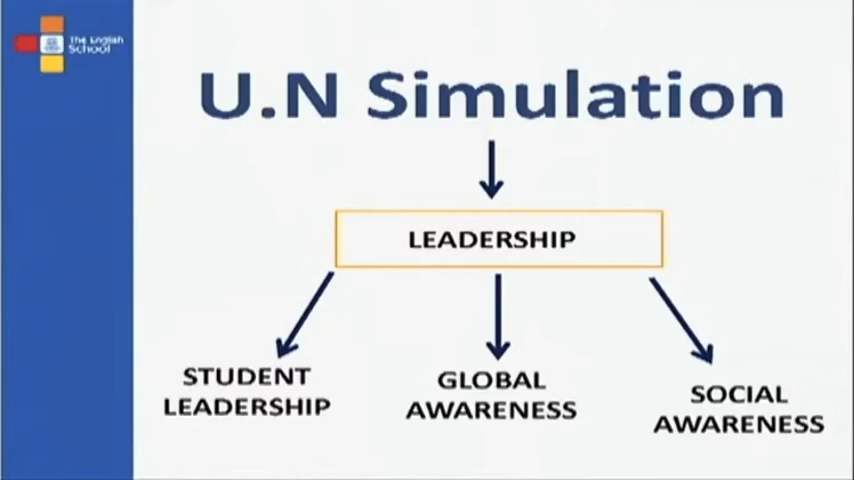 The English
School
U.N Simulation
LEADERSHIP
STUDENT
LEADERSHIP
GLOBAL
AWARENESS
SOCIAL
AWARENESS